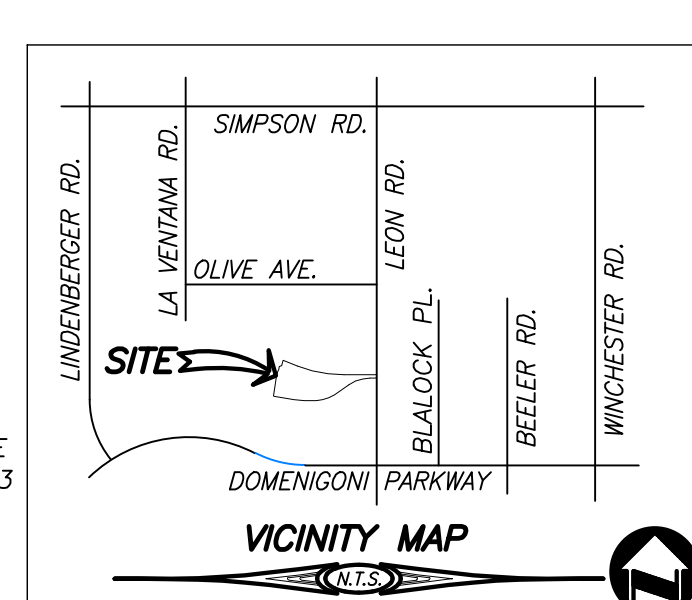 SIMPSON RD.
LINDENBERGER RD.
LA VENTANA RD.
LEON RD.
OLIVE AVE.
WINCHESTER RD.
BLALOCK PL.
BEELER RD.
SITE
E
3
DOMENIGONI PARKWAY
VICINITY MAP
N.T.S.
N